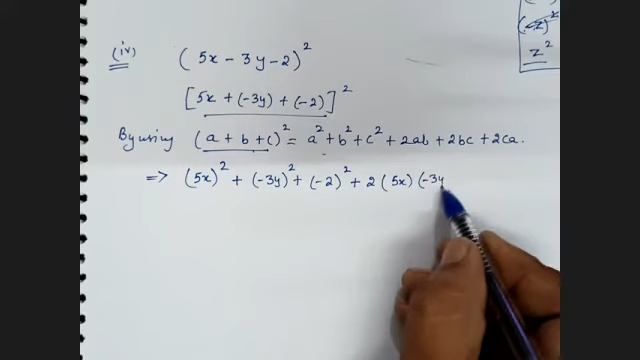 (iv) (5x - 3y - 2)²
[5x + (-3y) + (-2)]²
By using (a + b + c)² = a² + b² + c² + 2ab + 2bc + 2ca.
=> (5x)² + (-3y)² + (-2)² + 2(5x)(-3y
z²